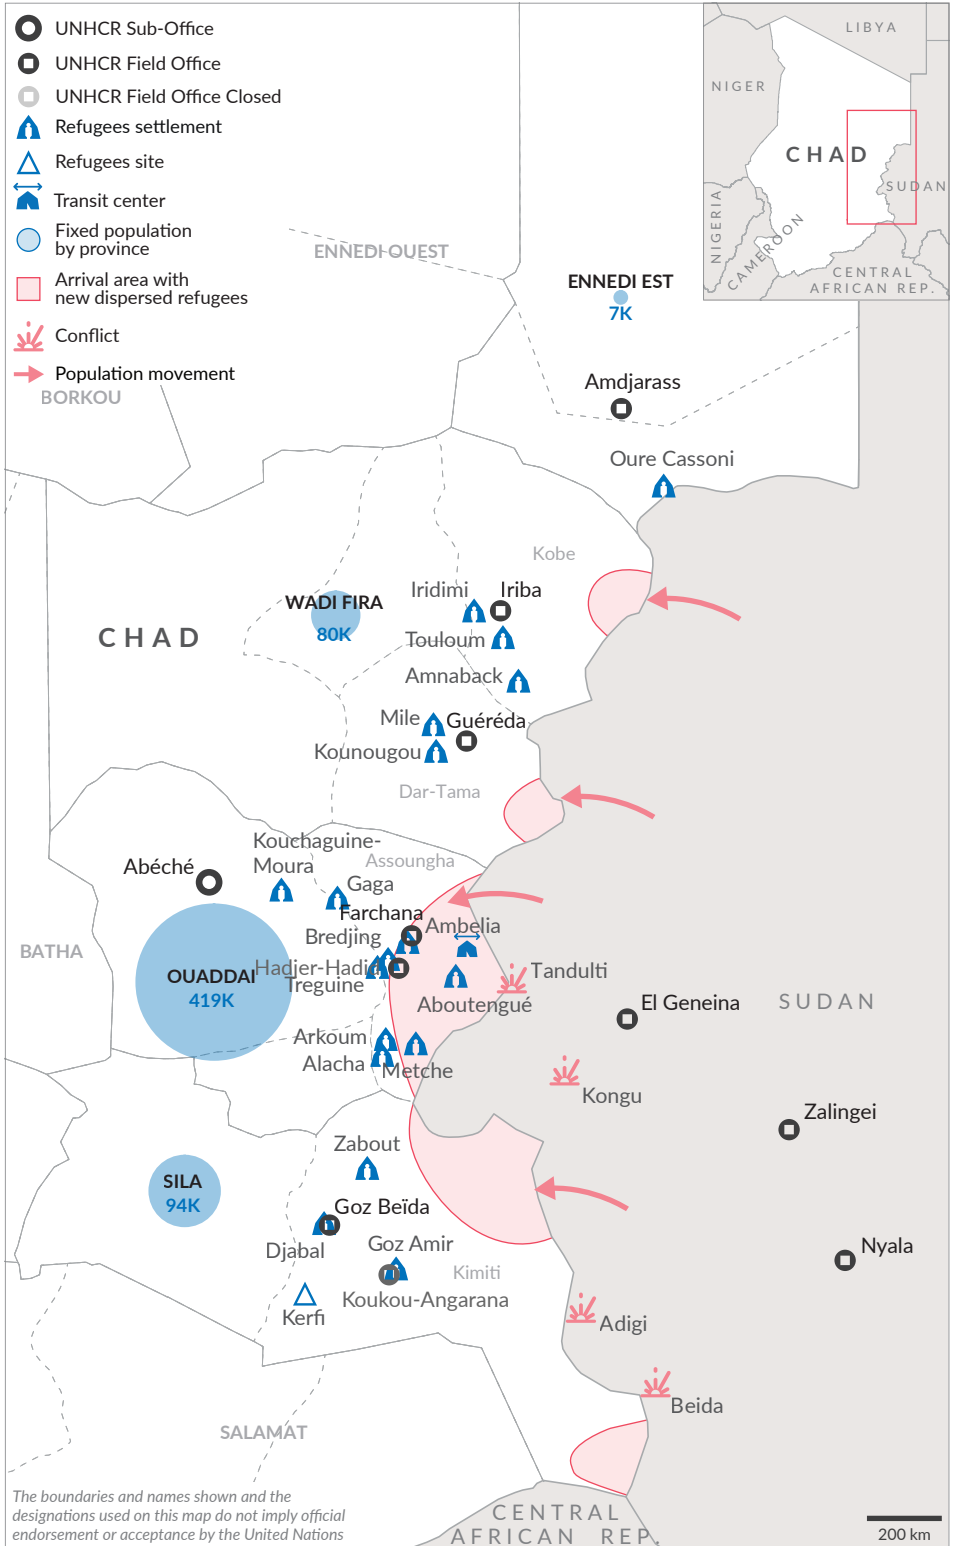 UNHCR Sub-Office
UNHCR Field Office
UNHCR Field Office Closed
Refugees settlement
Refugees site
Transit center
Fixed population
by province
Arrival area with
new dispersed refugees
Conflict
Population movement
LIBYA
NIGER
CHAD
SUDAN
NIGERIA
CAMEROON
CENTRAL
AFRICAN REP.
ENNEDI OUEST
ENNEDI EST
7K
BORKOU
Amdjarass
Oure Cassoni
Kobe
Iridimi
Iriba
WADI FIRA
80K
CHAD
Touloum
Amnaback
Mile
Guéréda
Kounougou
Dar-Tama
Kouchaguine-
Moura
Assoungha
Abéché
Gaga
Farchana
Ambelia
Bredjing
BATHA
Hadjer-Hadid
Treguine
OUADDAI
419K
Tandulti
Aboutengué
El Geneina
SUDAN
Arkoum
Alacha
Metche
Kongu
Zalingei
Zabout
SILA
94K
Goz Beïda
Djabal
Goz Amir
Nyala
Kimiti
Koukou-Angarana
Kerfi
Adigi
Beida
SALAMAT
The boundaries and names shown and the
designations used on this map do not imply official
endorsement or acceptance by the United Nations
CENTRAL
AFRICAN REP.
200 km